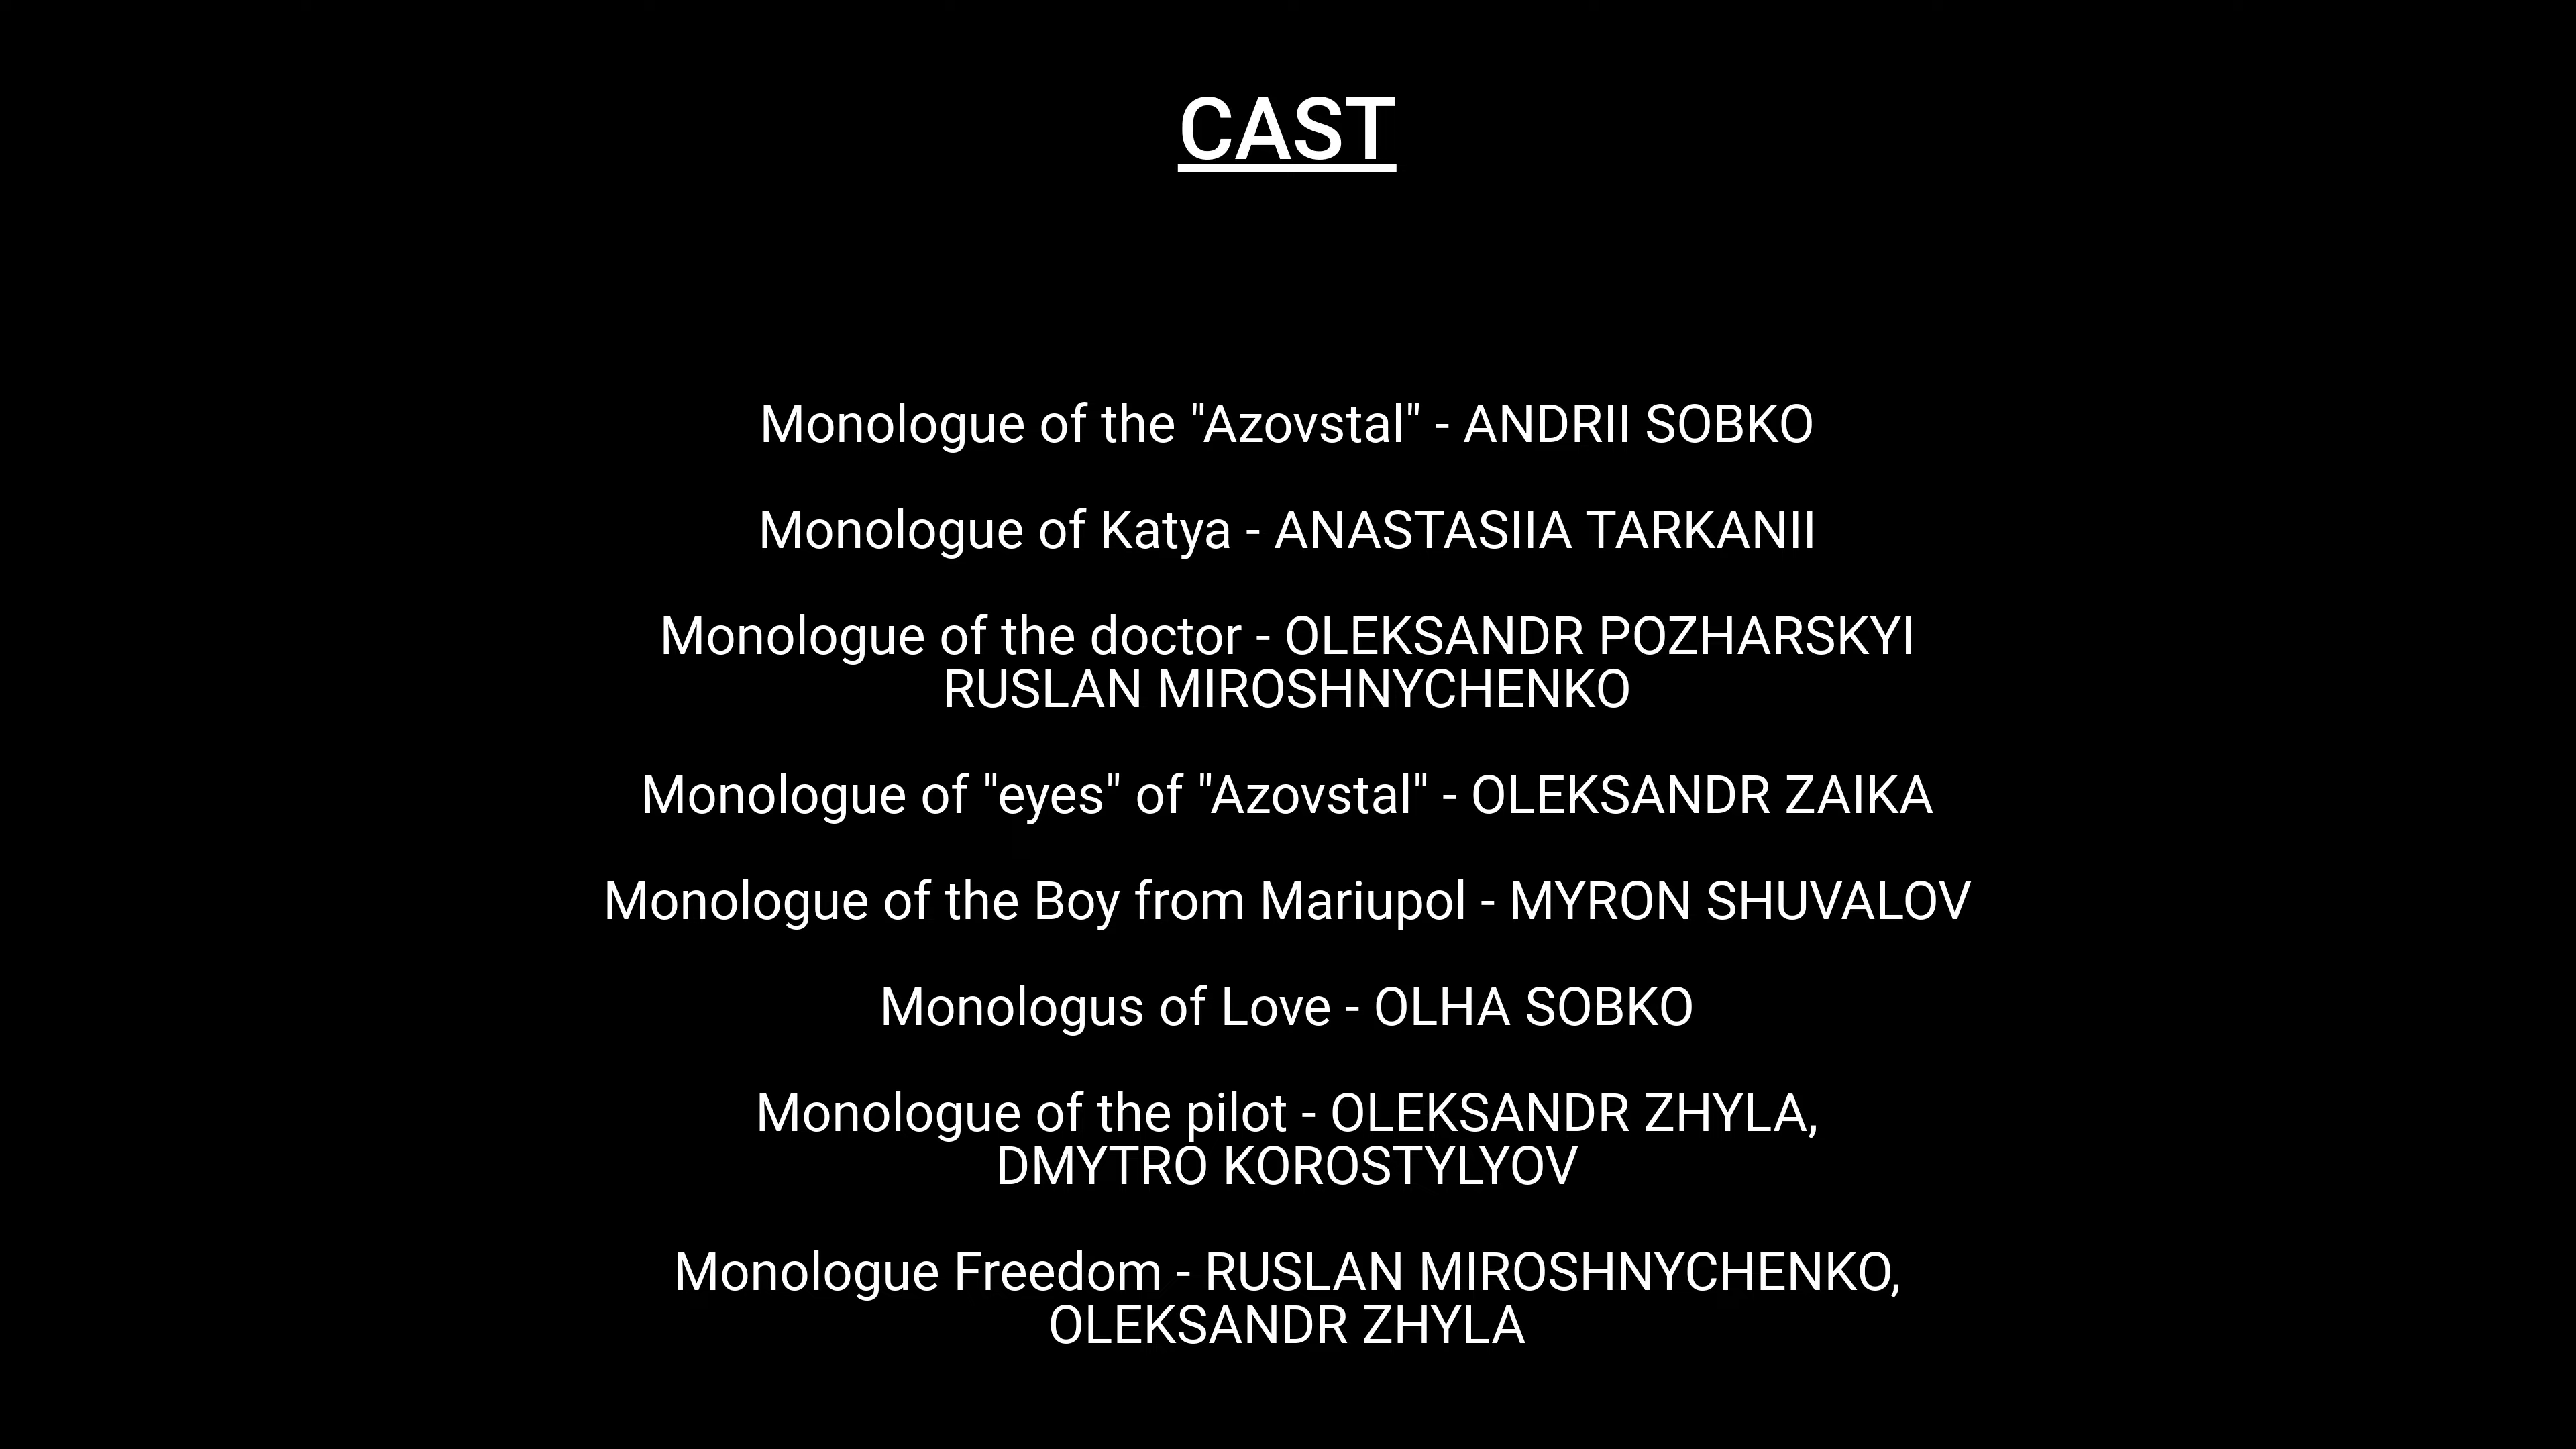 CAST
Monologue of the "Azovstal" - ANDRII SOBKO
Monologue of Katya - ANASTASIIA TARKANII
Monologue of the doctor - OLEKSANDR POZHARSKYI
RUSLAN MIROSHNYCHENKO
Monologue of "eyes" of "Azovstal" - OLEKSANDR ZAIKA
Monologue of the Boy from Mariupol - MYRON SHUVALOV
Monologus of Love - OLHA SOBKO
Monologue of the pilot - OLEKSANDR ZHYLA,
DMYTRO KOROSTYLYOV
Monologue Freedom - RUSLAN MIROSHNYCHENKO,
OLEKSANDR ZHYLA